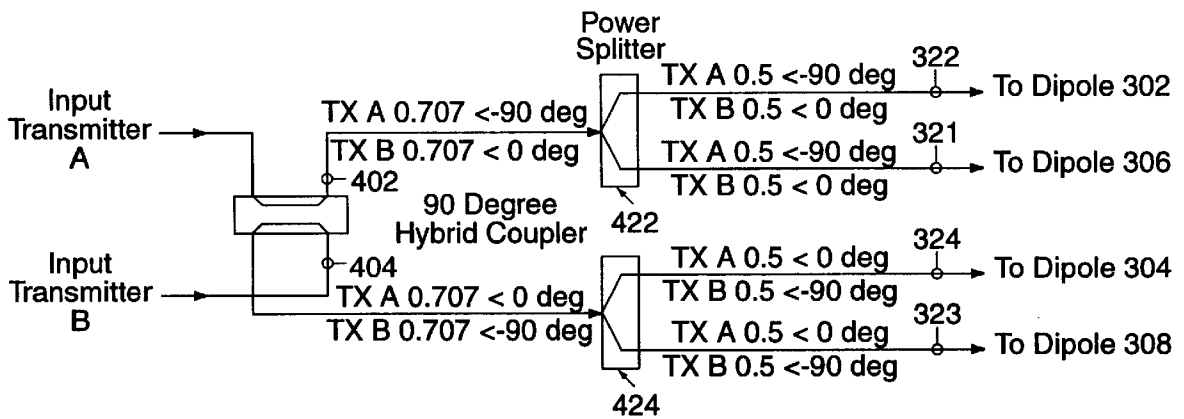 Power
Splitter
322
TX A 0.5 <-90 deg
To Dipole 302
TX B 0.5 < 0 deg
Input
Transmitter
A
TX A 0.707 <-90 deg
TX B 0.707 < 0 deg
321
TX A 0.5 <-90 deg
To Dipole 306
TX B 0.5 < 0 deg
402
422
90 Degree
Hybrid Coupler
Input
Transmitter
B
404
324
TX A 0.5 < 0 deg
To Dipole 304
TX B 0.5 <-90 deg
TX A 0.707 < 0 deg
TX B 0.707 <-90 deg
323
TX A 0.5 < 0 deg
To Dipole 308
TX B 0.5 <-90 deg
424